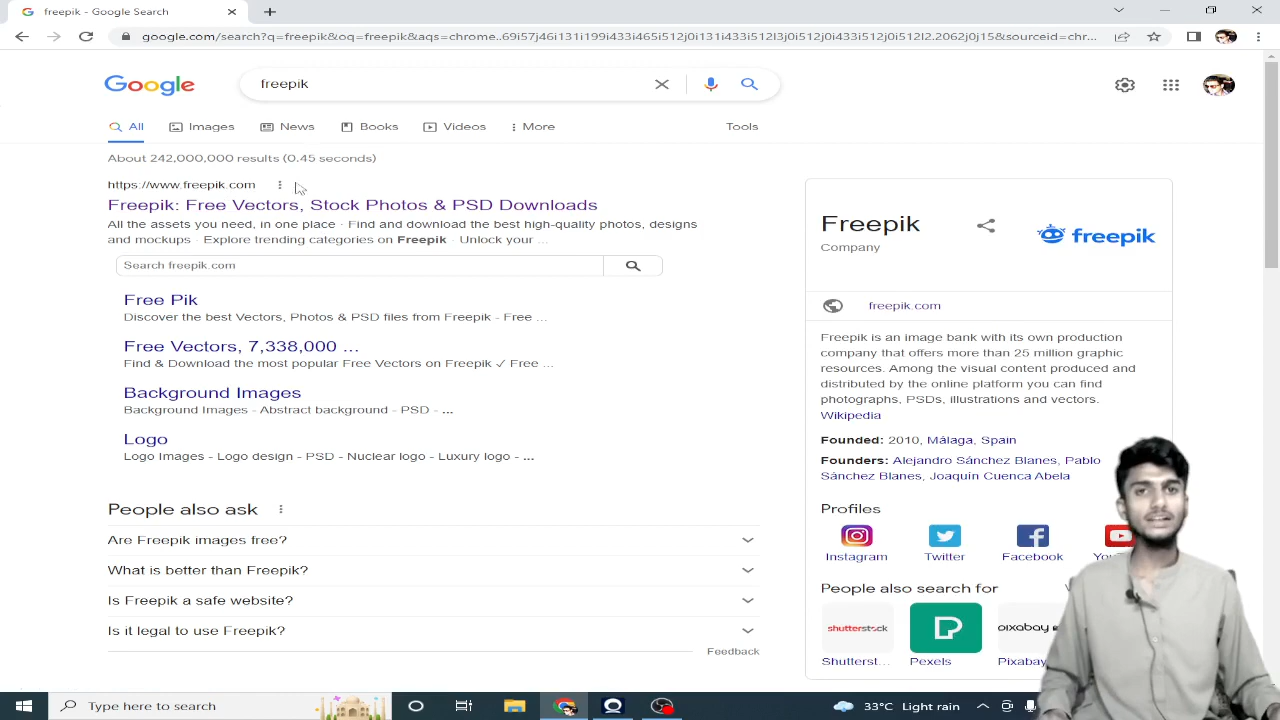 freepik - Google Search
google.com/search?q=freepik&oq=freepik&aqs=chrome..69i57j46i131i199i433i465i512j0i131i433i512l3j0i512j0i512l2.2062j0j15&sourceid=chr...
Google
freepik
All Images News Books Videos More Tools
About 242,000,000 results (0.45 seconds)
https://www.freepik.com
Freepik: Free Vectors, Stock Photos & PSD Downloads
All the assets you need, in one place · Find and download the best high-quality photos, designs
and mockups · Explore trending categories on Freepik · Unlock your ...
Search freepik.com
Free Pik
Discover the best Vectors, Photos & PSD files from Freepik - Free ...
Free Vectors, 7,338,000 ...
Find & Download the most popular Free Vectors on Freepik ✓ Free ...
Background Images
Background Images - Abstract background - PSD - ...
Logo
Logo Images - Logo design - PSD - Nuclear logo - Luxury logo - ...
People also ask
Are Freepik images free?
What is better than Freepik?
Is Freepik a safe website?
Is it legal to use Freepik?
Feedback
Freepik
Company
freepik
freepik.com
Freepik is an image bank with its own production
company that offers more than 25 million graphic
resources. Among the visual content produced and
distributed by the online platform you can find
photographs, PSDs, illustrations and vectors.
Wikipedia
Founded: 2010, Málaga, Spain
Founders: Alejandro Sánchez Blanes, Pablo
Sánchez Blanes, Joaquín Cuenca Abela
Profiles
Instagram Twitter Facebook
People also search for
shutterstock pixabay
Shutterst... Pexels Pixabay
Type here to search
33°C Light rain